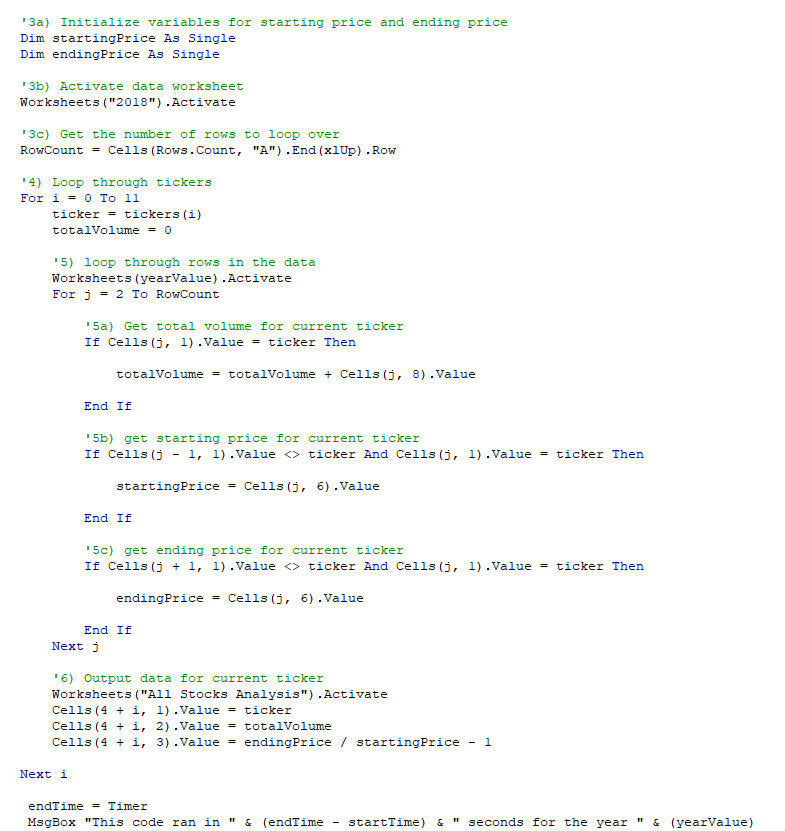 '3a) Initialize variables for starting price and ending price
Dim startingPrice As Single
Dim endingPrice As Single
'3b) Activate data worksheet
Worksheets("2018").Activate
'3c) Get the number of rows to loop over
RowCount = Cells(Rows.Count, "A").End(xlUp).Row
'4) Loop through tickers
For i = 0 To 11
ticker = tickers(i)
totalVolume = 0
'5) loop through rows in the data
Worksheets(yearValue).Activate
For j = 2 To RowCount
'5a) Get total volume for current ticker
If Cells(j, 1).Value = ticker Then
totalVolume = totalVolume + Cells(j, 8).Value
End If
'5b) get starting price for current ticker
If Cells(j - 1, 1).Value <> ticker And Cells(j, 1).Value = ticker Then
startingPrice = Cells(j, 6).Value
End If
'5c) get ending price for current ticker
If Cells(j + 1, 1).Value <> ticker And Cells(j, 1).Value = ticker Then
endingPrice = Cells(j, 6).Value
End If
Next j
'6) Output data for current ticker
Worksheets("All Stocks Analysis").Activate
Cells(4 + i, 1).Value = ticker
Cells(4 + i, 2).Value = totalVolume
Cells(4 + i, 3).Value = endingPrice / startingPrice - 1
Next i
endTime = Timer
MsgBox "This code ran in " & (endTime - startTime) & " seconds for the year " & (yearValue)